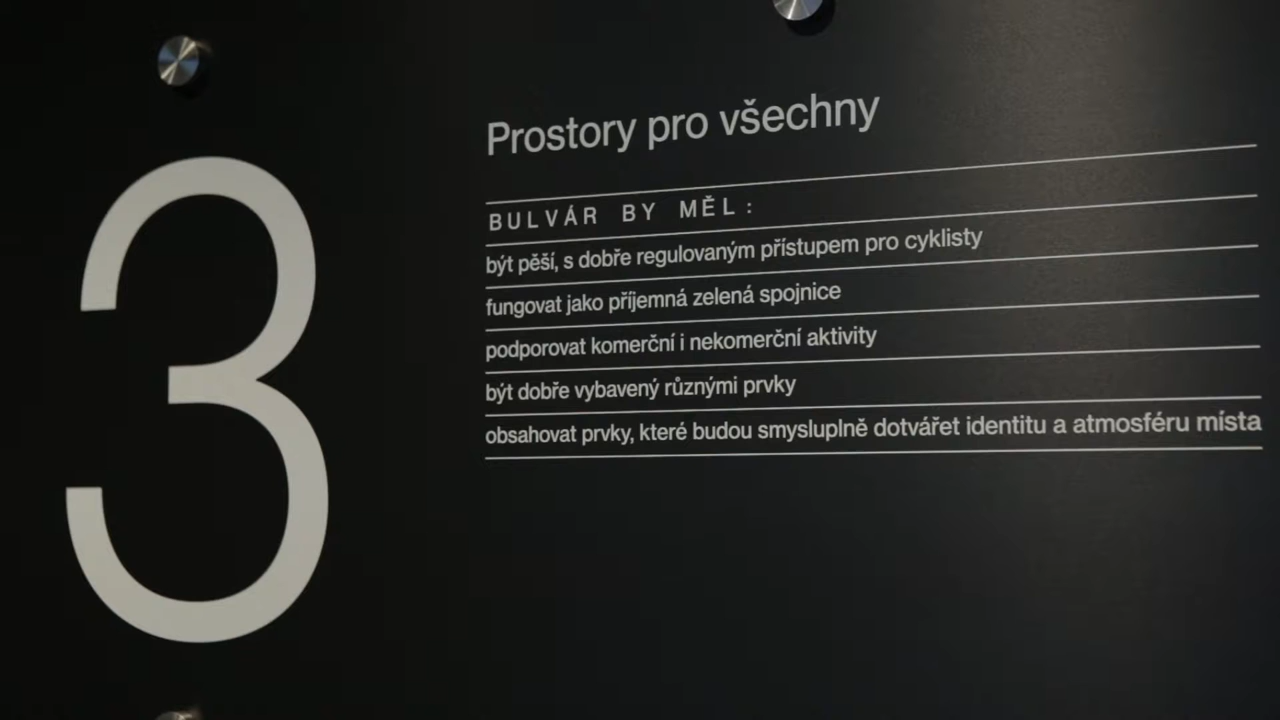 3
Prostory pro všechny
BULVÁR BY MĚL:
být pěší, s dobře regulovaným přístupem pro cyklisty
fungovat jako příjemná zelená spojnice
podporovat komerční i nekomerční aktivity
být dobře vybavený různými prvky
obsahovat prvky, které budou smysluplně dotvářet identitu a atmosféru místa